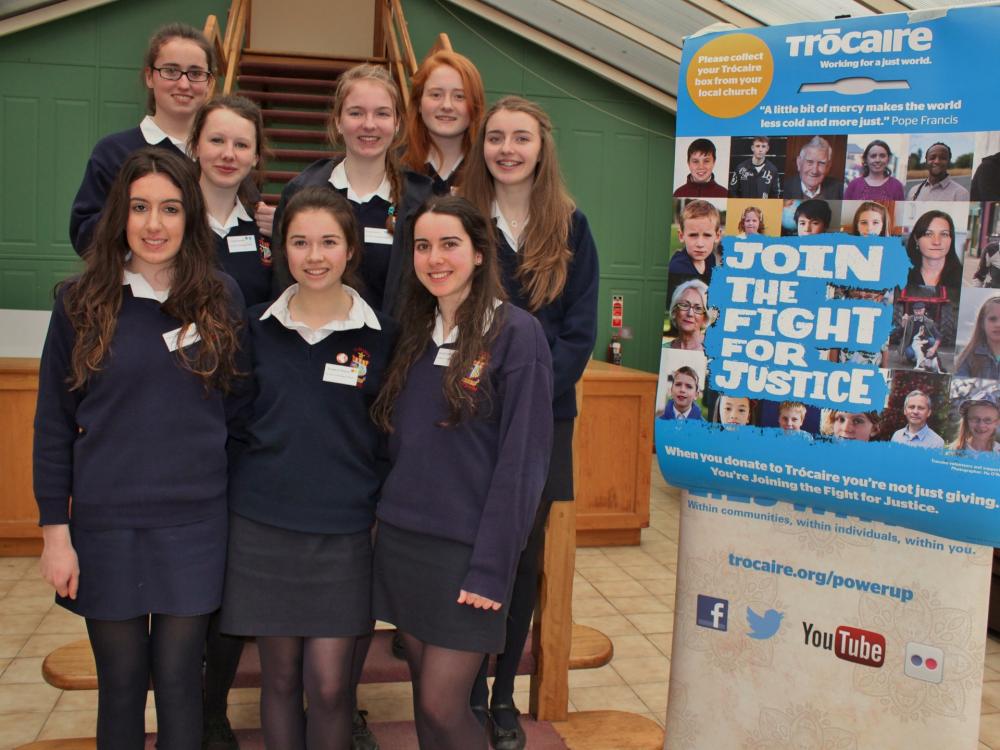 Please collect
your Trócaire
box from your
local church
Trōcaire
Working for a just world.
“A little bit of mercy makes the world
less cold and more just.” Pope Francis
JOIN
THE
FIGHT
FOR
JUSTICE
When you donate to Trócaire you’re not just giving.
You’re Joining the Fight for Justice.
Within communities, within individuals, within you.
trocaire.org/powerup
f
YouTube